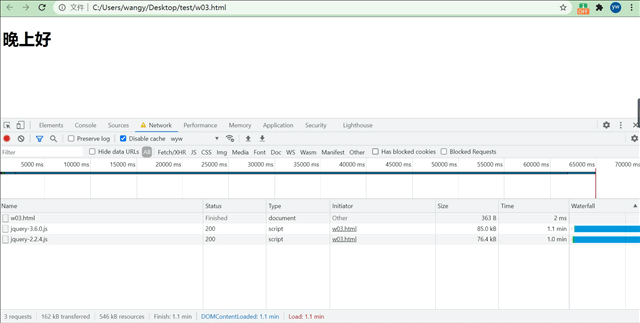 文件 C:/Users/wangy/Desktop/test/w03.html
OFF yw
晚上好
Elements Console Sources Network Performance Memory Application Security Lighthouse
Preserve log Disable cache wyw
Filter Hide data URLs All Fetch/XHR JS CSS Img Media Font Doc WS Wasm Manifest Other Has blocked cookies Blocked Requests
5000 ms 10000 ms 15000 ms 20000 ms 25000 ms 30000 ms 35000 ms 40000 ms 45000 ms 50000 ms 55000 ms 60000 ms 65000 ms 70000 ms
Name Status Type Initiator Size Time Waterfall
w03.html Finished document Other 363 B 2 ms
jquery-3.6.0.js 200 script w03.html 85.0 kB 1.1 min
jquery-2.2.4.js 200 script w03.html 76.4 kB 1.0 min
3 requests 162 kB transferred 546 kB resources Finish: 1.1 min DOMContentLoaded: 1.1 min Load: 1.1 min